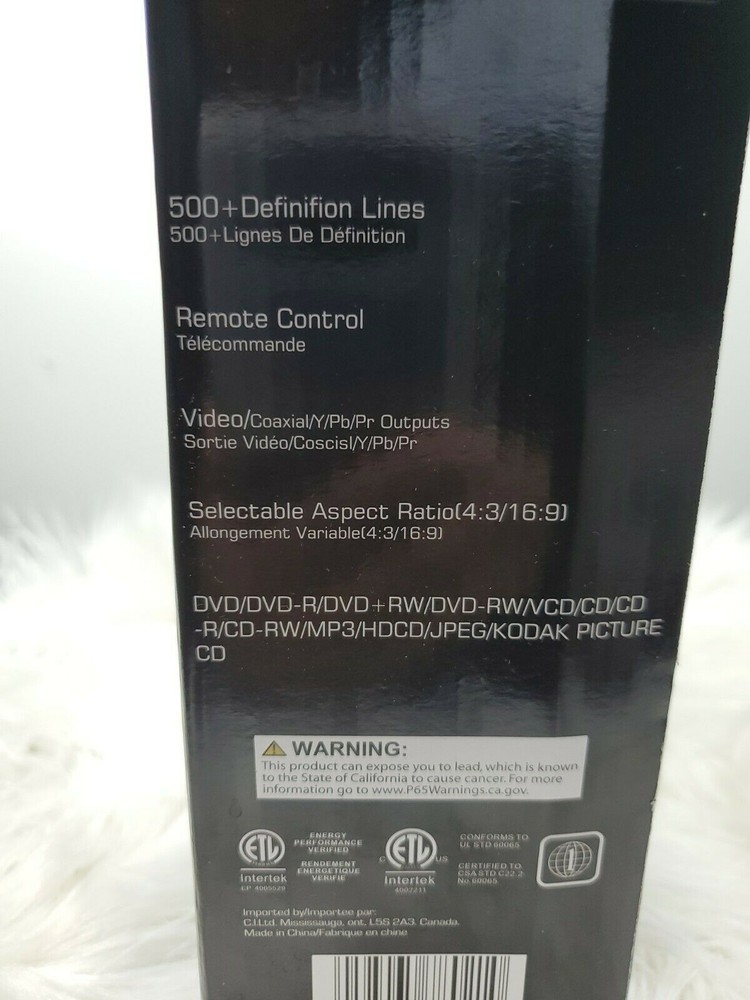 500+Definifion Lines
500+Lignes De Définition
Remote Control
Télécommande
Video/Coaxial/Y/Pb/Pr Outputs
Sortie Vidéo/Coscisl/Y/Pb/Pr
Selectable Aspect Ratio(4:3/16:9)
Allongement Variable(4:3/16:9)
DVD/DVD-R/DVD+RW/DVD-RW/VCD/CD/CD
-R/CD-RW/MP3/HDCD/JPEG/KODAK PICTURE
CD
WARNING:
This product can expose you to lead, which is known
to the State of California to cause cancer. For more
information go to www.P65Warnings.ca.gov.
ETL
Intertek
EP 4005529
ENERGY
PERFORMANCE
VERIFIED
RENDEMENT
ENERGETIQUE
VERIFIE
C ETL US
Intertek
4002211
CONFORMS TO
UL STD 60065
CERTIFIED TO
CSA STD C22.2
No.60065
Imported by/Importee par:
C.I.Ltd. Mississauga, ont. L5S 2A3. Canada.
Made in China/Fabrique en chine